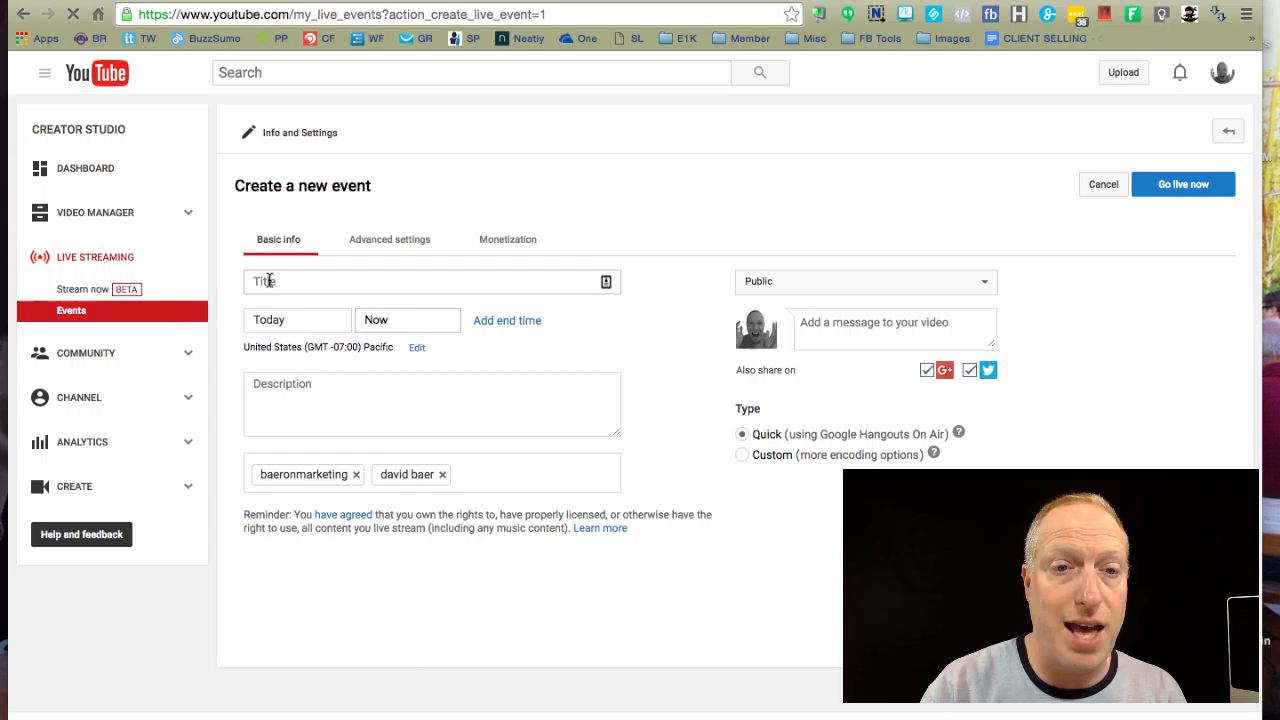 https://www.youtube.com/my_live_events?action_create_live_event=1
36
Apps BR TW BuzzSumo PP CF WF GR SP Neatly One SL E1K Member Misc FB Tools Images CLIENT SELLING - »
YouTube Search Upload
CREATOR STUDIO
DASHBOARD
VIDEO MANAGER
LIVE STREAMING
Stream now BETA
Events
COMMUNITY
CHANNEL
ANALYTICS
CREATE
Help and feedback
Info and Settings
Create a new event
Cancel Go live now
Basic info Advanced settings Monetization
Title
Today Now Add end time
United States (GMT -07:00) Pacific Edit
Description
baeronmarketing × david baer ×
Reminder: You have agreed that you own the rights to, have properly licensed, or otherwise have the
right to use, all content you live stream (including any music content). Learn more
Public
Add a message to your video
Also share on G+
Type
Quick (using Google Hangouts On Air) ?
Custom (more encoding options) ?